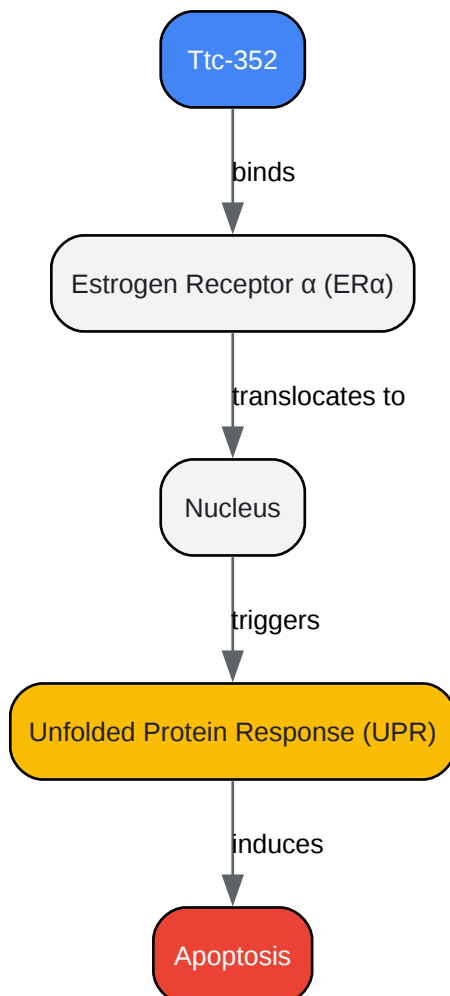 Ttc-352
binds
Estrogen Receptor α (ERα)
translocates to
Nucleus
triggers
Unfolded Protein Response (UPR)
induces
Apoptosis